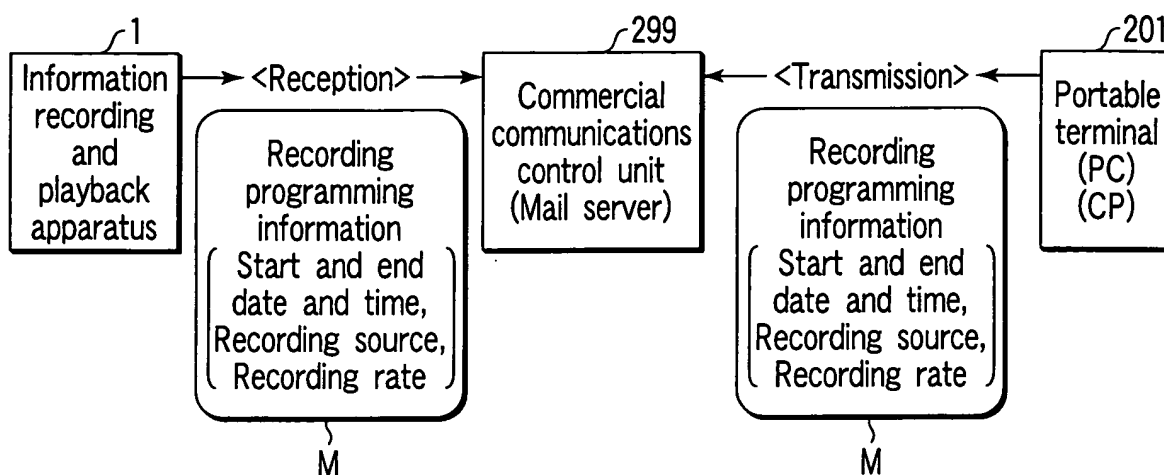 1
Information
recording
and
playback
apparatus
<Reception>
Recording
programming
information
Start and end
date and time,
Recording source,
Recording rate
M
299
Commercial
communications
control unit
(Mail server)
<Transmission>
Recording
programming
information
Start and end
date and time,
Recording source,
Recording rate
M
201
Portable
terminal
(PC)
(CP)